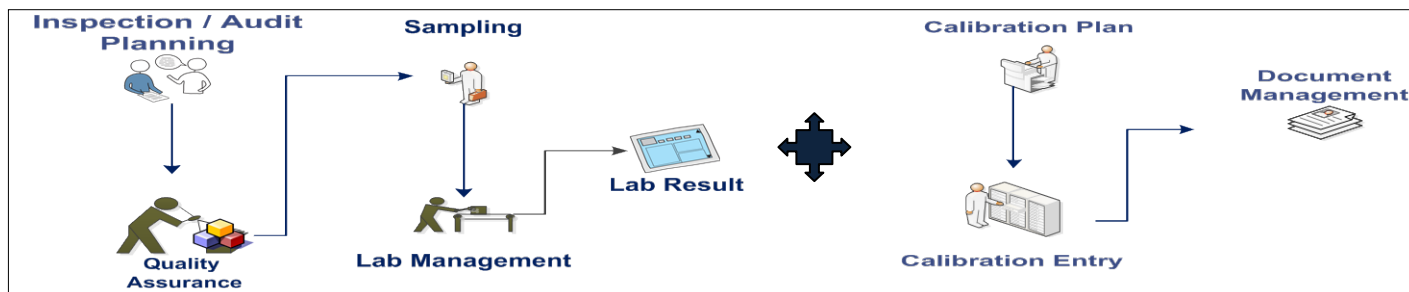 Inspection / Audit
Planning
Sampling
Calibration Plan
Document
Management
Lab Result
Quality
Assurance
Lab Management
Calibration Entry